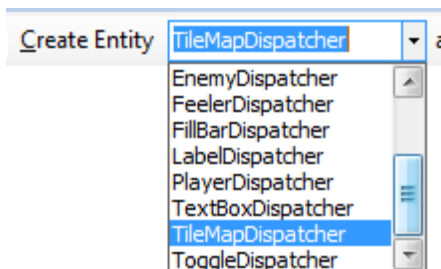 Create Entity TileMapDispatcher a
EnemyDispatcher
FeelerDispatcher
FillBarDispatcher
LabelDispatcher
PlayerDispatcher
TextBoxDispatcher
TileMapDispatcher
ToggleDispatcher